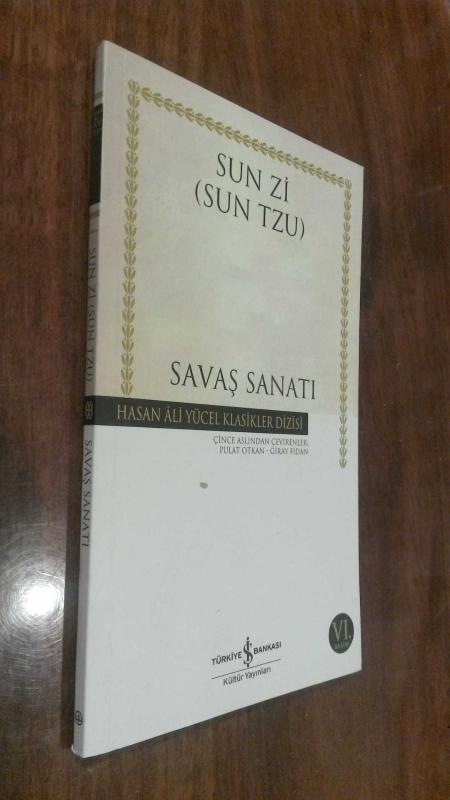 SUN Zİ
(SUN TZU)
SAVAŞ SANATI
HASAN ÂLİ YÜCEL KLASİKLER DİZİSİ
ÇİNCE ASLINDAN ÇEVİRENLER:
PULAT OTKAN - GİRAY FİDAN
VI.
BASIM
TÜRKİYE İŞ BANKASI
Kültür Yayınları
SUN Zİ (SUN TZU)
SAVAŞ SANATI